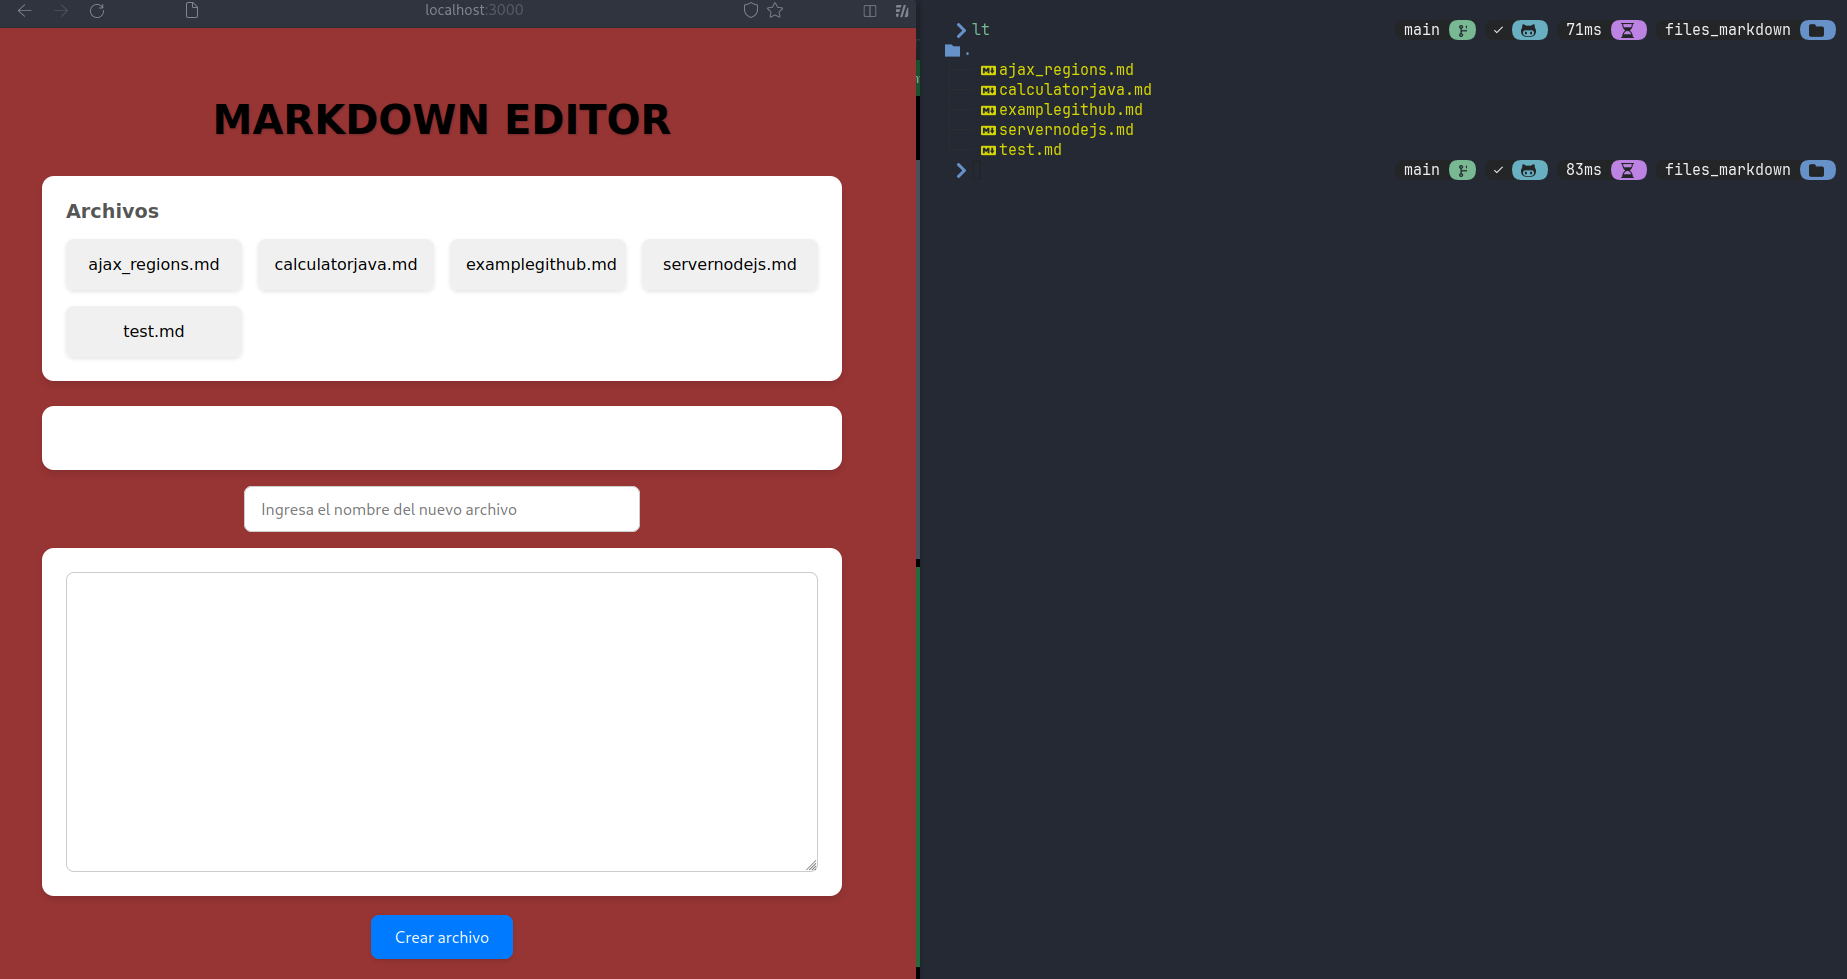 localhost:3000
MARKDOWN EDITOR
Archivos
ajax_regions.md calculatorjava.md examplegithub.md servernodejs.md
test.md
Ingresa el nombre del nuevo archivo
Crear archivo
lt main ✓ 71ms files_markdown
.
ajax_regions.md
calculatorjava.md
examplegithub.md
servernodejs.md
test.md
main ✓ 83ms files_markdown